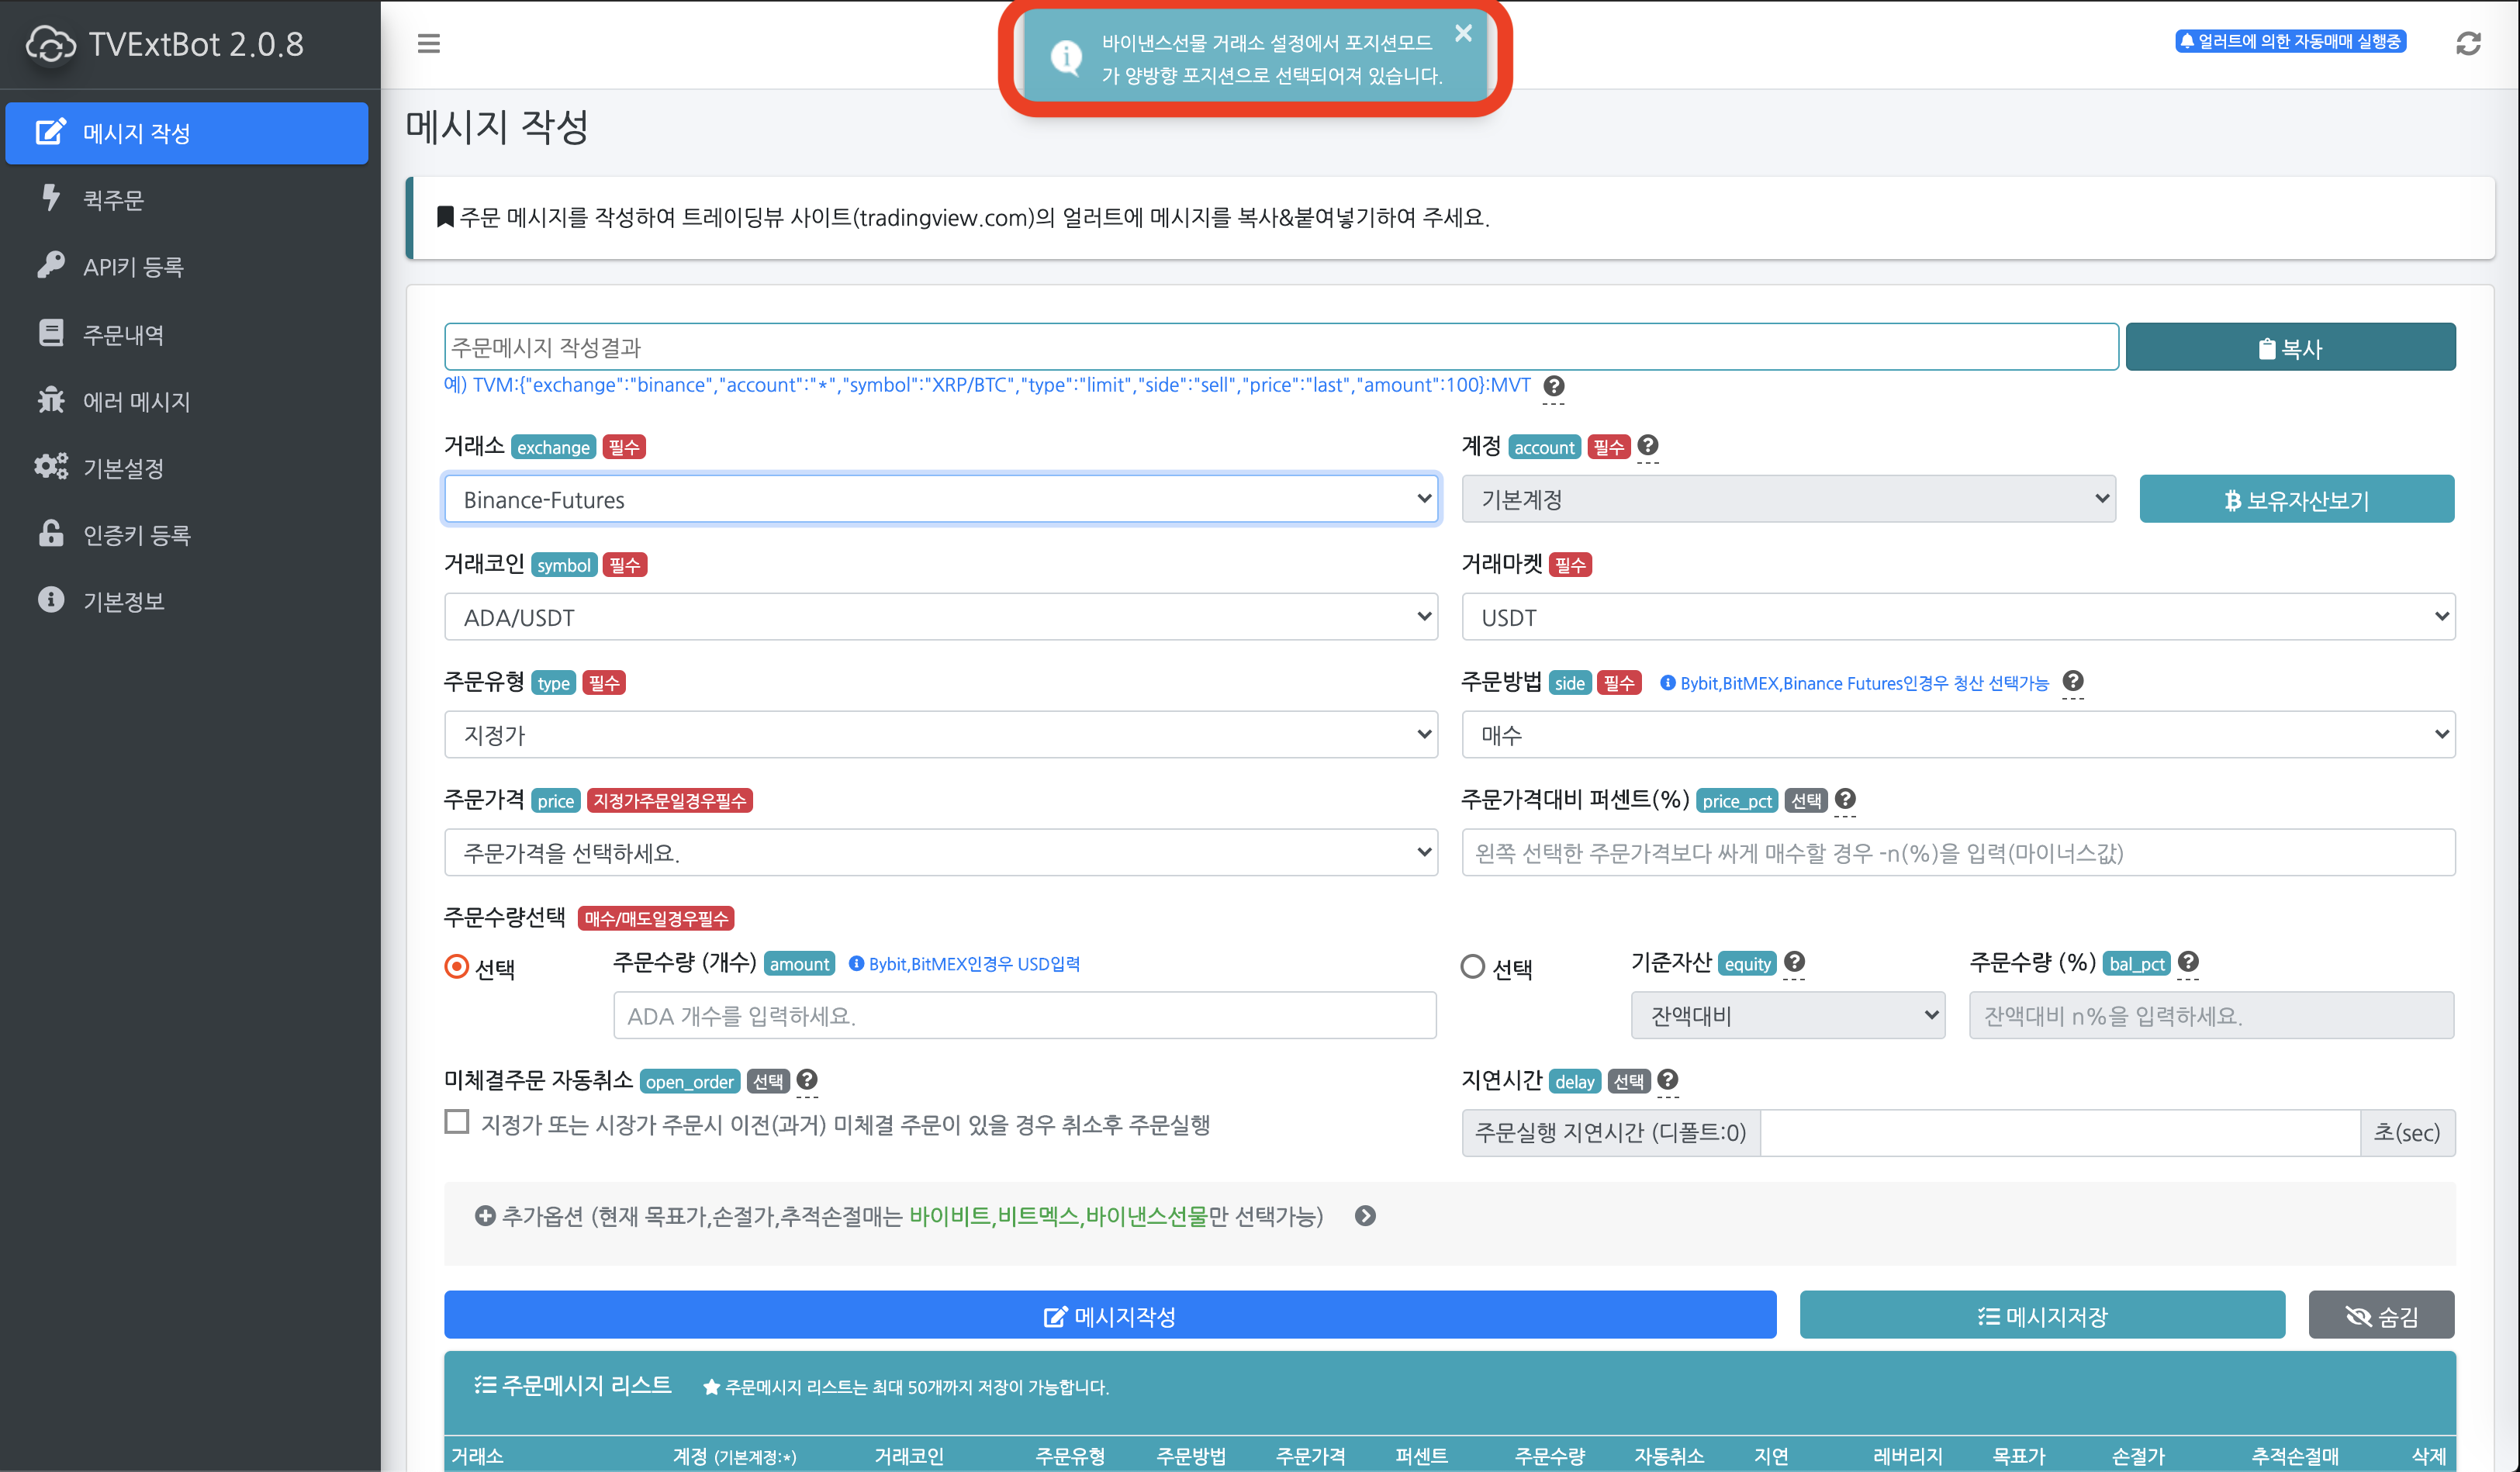 TVExtBot 2.0.8
바이낸스선물 거래소 설정에서 포지션모드
가 양방향 포지션으로 선택되어져 있습니다.
얼러트에 의한 자동매매 실행중
메시지 작성
퀵주문
API키 등록
주문내역
에러 메시지
기본설정
인증키 등록
기본정보
메시지 작성
주문 메시지를 작성하여 트레이딩뷰 사이트(tradingview.com)의 얼러트에 메시지를 복사&붙여넣기하여 주세요.
주문메시지 작성결과
복사
예) TVM:{"exchange":"binance","account":"*","symbol":"XRP/BTC","type":"limit","side":"sell","price":"last","amount":100}:MVT
거래소 exchange 필수
계정 account 필수
Binance-Futures
기본계정
보유자산보기
거래코인 symbol 필수
거래마켓 필수
ADA/USDT
USDT
주문유형 type 필수
주문방법 side 필수 Bybit,BitMEX,Binance Futures인경우 청산 선택가능
지정가
매수
주문가격 price 지정가주문일경우필수
주문가격대비 퍼센트(%) price_pct 선택
주문가격을 선택하세요.
왼쪽 선택한 주문가격보다 싸게 매수할 경우 -n(%)을 입력(마이너스값)
주문수량선택 매수/매도일경우필수
선택
주문수량 (개수) amount Bybit,BitMEX인경우 USD입력
선택
기준자산 equity
주문수량 (%) bal_pct
ADA 개수를 입력하세요.
잔액대비
잔액대비 n%을 입력하세요.
미체결주문 자동취소 open_order 선택
지연시간 delay 선택
지정가 또는 시장가 주문시 이전(과거) 미체결 주문이 있을 경우 취소후 주문실행
주문실행 지연시간 (디폴트:0)
초(sec)
추가옵션 (현재 목표가,손절가,추적손절매는 바이비트,비트멕스,바이낸스선물만 선택가능)
메시지작성
메시지저장
숨김
주문메시지 리스트 주문메시지 리스트는 최대 50개까지 저장이 가능합니다.
거래소 계정 (기본계정:*) 거래코인 주문유형 주문방법 주문가격 퍼센트 주문수량 자동취소 지연 레버리지 목표가 손절가 추적손절매 삭제